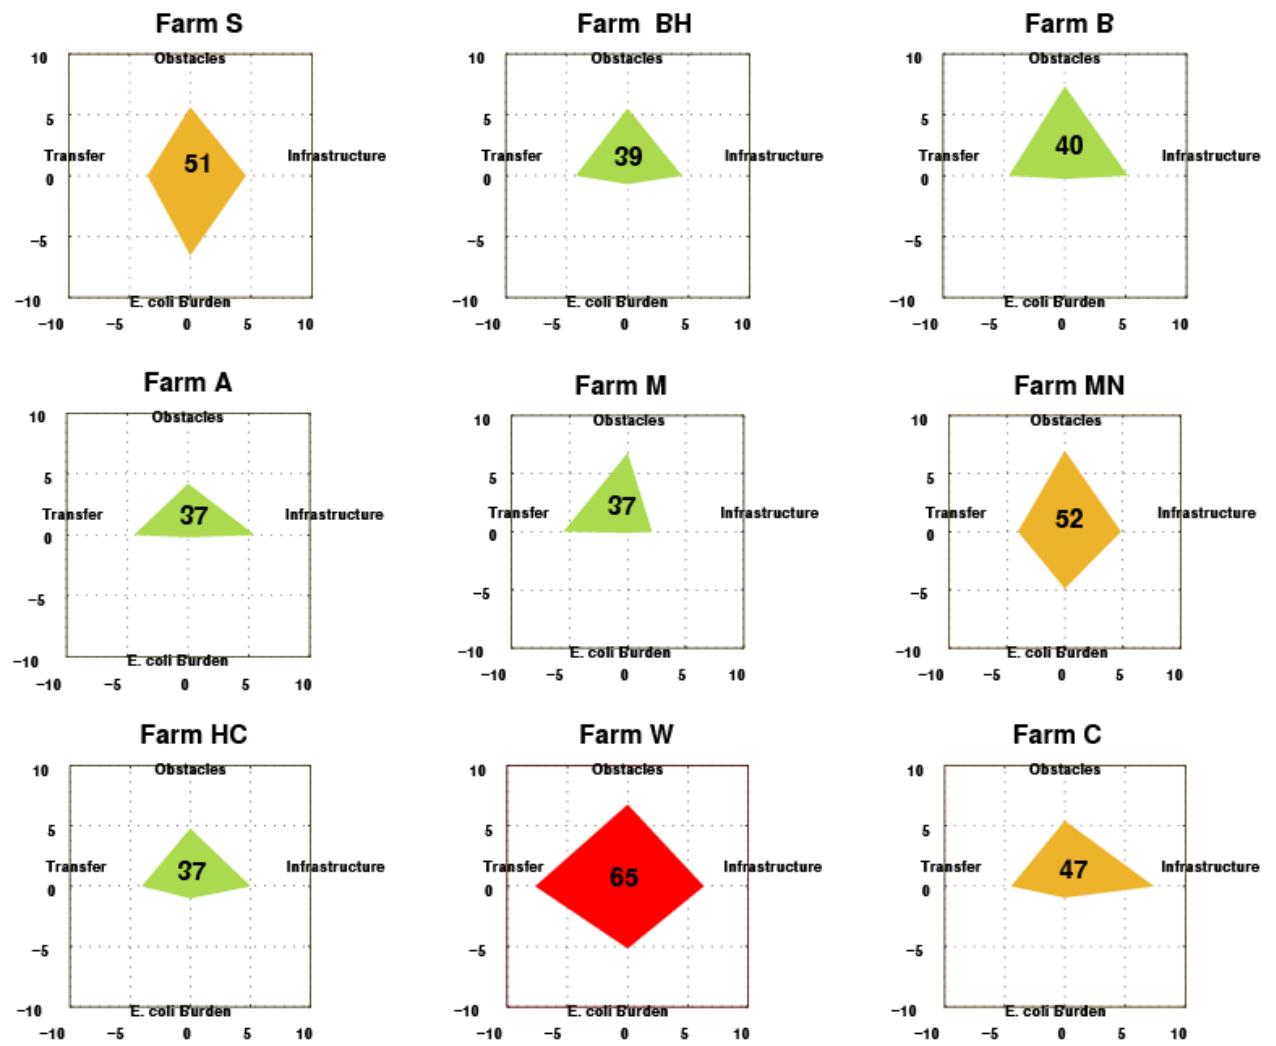 Farm S
Farm BH
Farm B
10
Obstacles
10
Obstacles
10
Obstacles
5
5
5
51
39
40
Transfer
Infrastructure
Transfer
Infrastructure
Transfer
Infrastructure
0
0
0
−5
−5
−5
−10
E. coli Burden
−10
E. coli Burden
−10
E. coli Burden
−10 −5 0 5 10
−10 −5 0 5 10
−10 −5 0 5 10
Farm A
Farm M
Farm MN
10
Obstacles
10
Obstacles
10
Obstacles
5
5
5
37
37
52
Transfer
Infrastructure
Transfer
Infrastructure
Transfer
Infrastructure
0
0
0
−5
−5
−5
−10
E. coli Burden
−10
E. coli Burden
−10
E. coli Burden
−10 −5 0 5 10
−10 −5 0 5 10
−10 −5 0 5 10
Farm HC
Farm W
Farm C
10
Obstacles
10
Obstacles
10
Obstacles
5
5
5
37
65
47
Transfer
Infrastructure
Transfer
Infrastructure
Transfer
Infrastructure
0
0
0
−5
−5
−5
−10
E. coli Burden
−10
E. coli Burden
−10
E. coli Burden
−10 −5 0 5 10
−10 −5 0 5 10
−10 −5 0 5 10